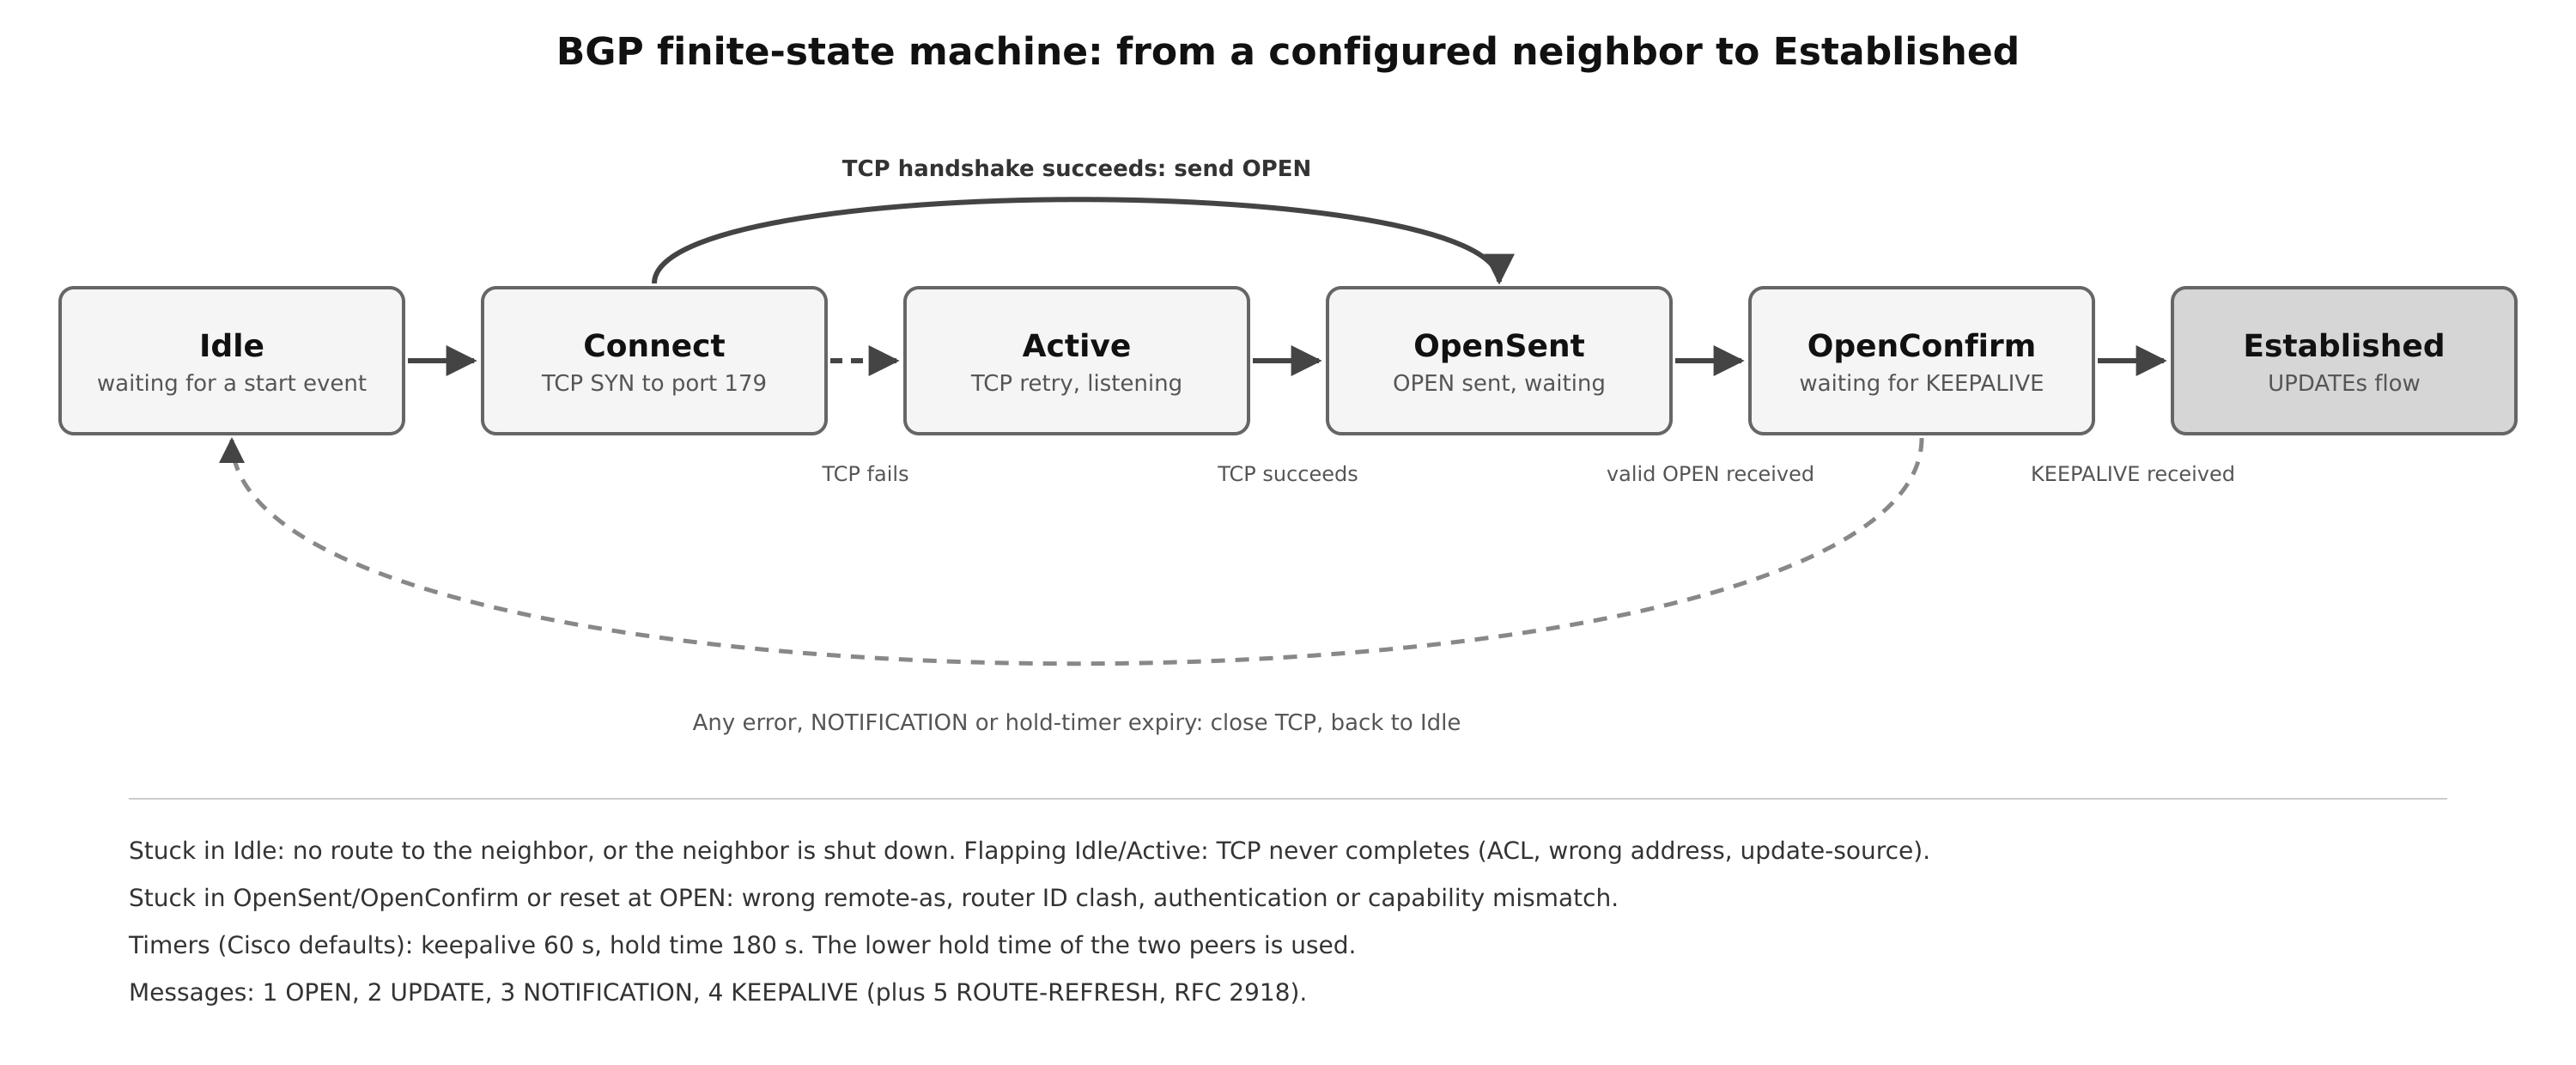 BGP finite-state machine: from a configured neighbor to Established
TCP handshake succeeds: send OPEN
Idle
waiting for a start event
Connect
TCP SYN to port 179
Active
TCP retry, listening
OpenSent
OPEN sent, waiting
OpenConfirm
waiting for KEEPALIVE
Established
UPDATEs flow
TCP fails
TCP succeeds
valid OPEN received
KEEPALIVE received
Any error, NOTIFICATION or hold-timer expiry: close TCP, back to Idle
Stuck in Idle: no route to the neighbor, or the neighbor is shut down. Flapping Idle/Active: TCP never completes (ACL, wrong address, update-source).
Stuck in OpenSent/OpenConfirm or reset at OPEN: wrong remote-as, router ID clash, authentication or capability mismatch.
Timers (Cisco defaults): keepalive 60 s, hold time 180 s. The lower hold time of the two peers is used.
Messages: 1 OPEN, 2 UPDATE, 3 NOTIFICATION, 4 KEEPALIVE (plus 5 ROUTE-REFRESH, RFC 2918).